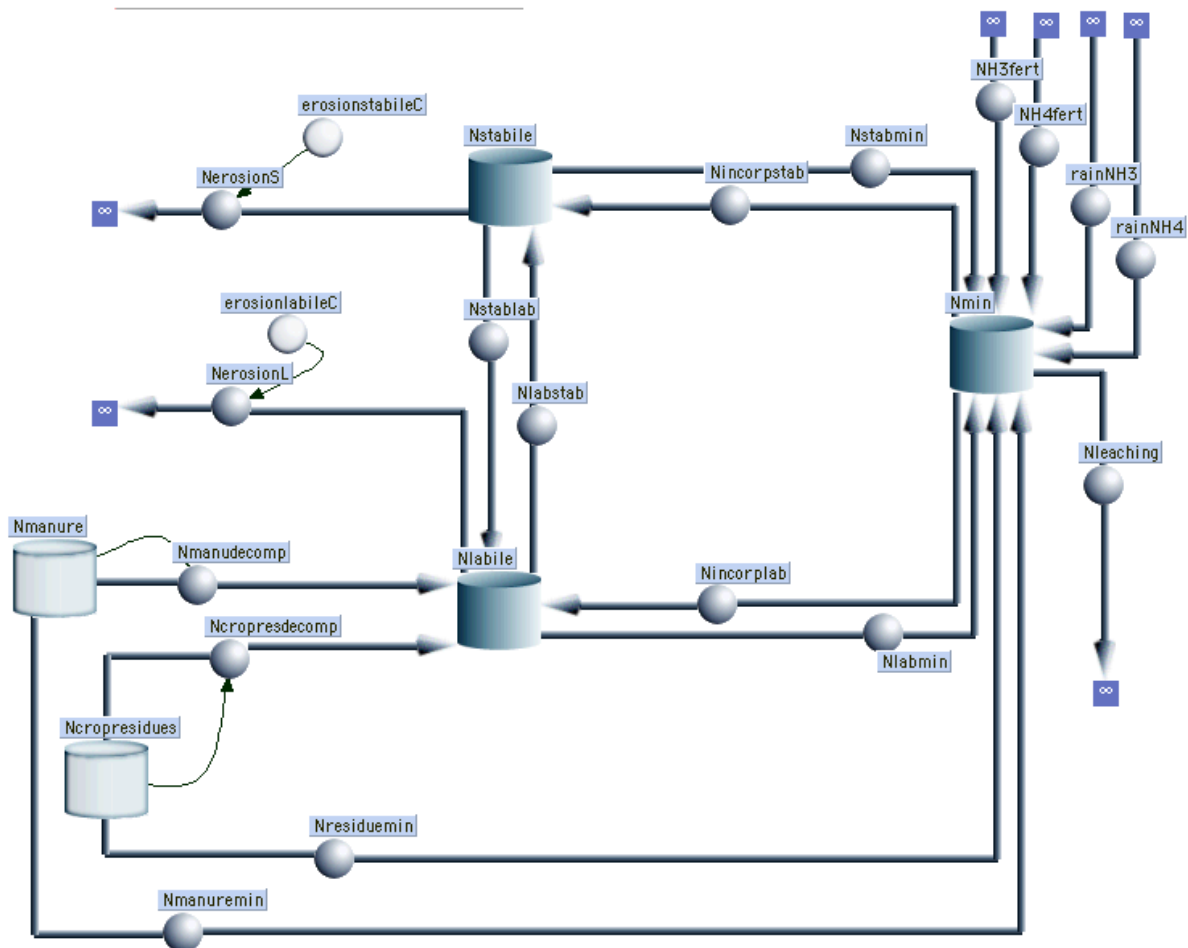 ∞ ∞ ∞ ∞
NH3fert
erosionstabileC
NH4fert
Nstabile
Nstabmin
NerosionS
Nincorpstab
rainNH3
∞
rainNH4
erosionlabileC
Nstablab
Nmin
NerosionL
Nlabstab
∞
Nleaching
Nmanure
Nmanudecomp
Nlabile
Nincorplab
Ncropresdecomp
Nlabmin
∞
Ncropresidues
Nresiduemin
Nmanuremin